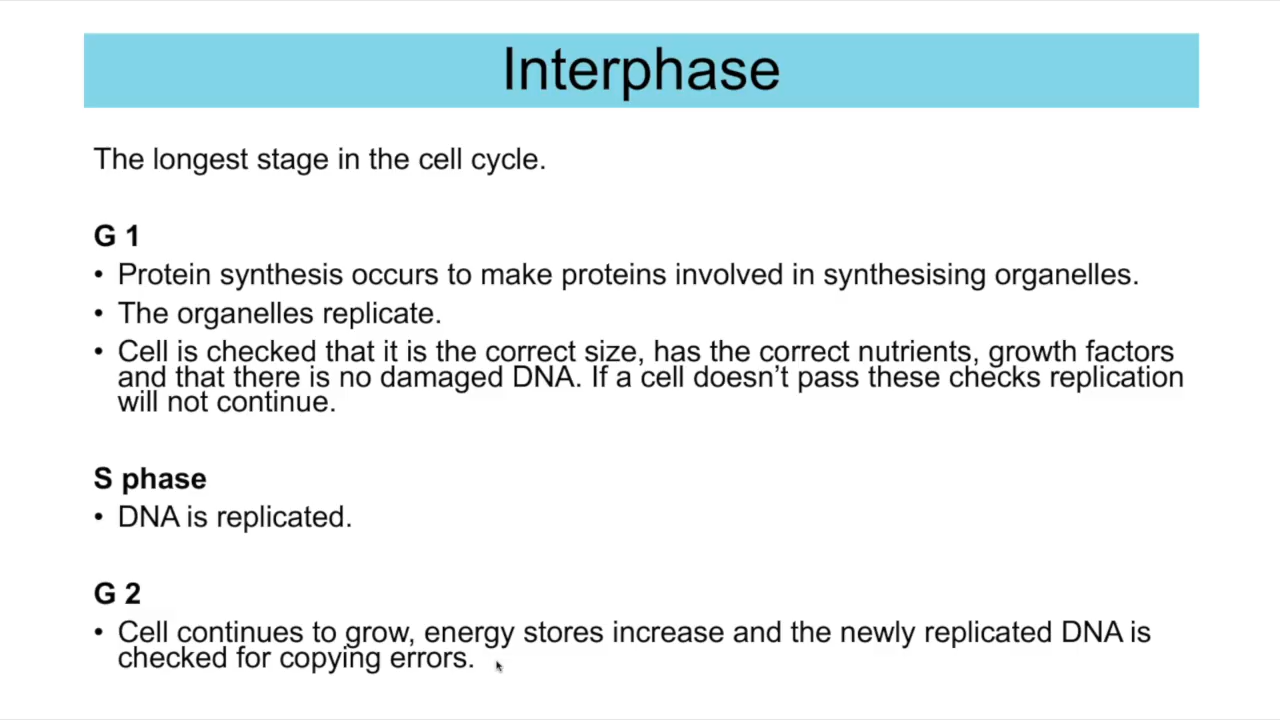 Interphase
The longest stage in the cell cycle.
G 1
• Protein synthesis occurs to make proteins involved in synthesising organelles.
• The organelles replicate.
• Cell is checked that it is the correct size, has the correct nutrients, growth factors
and that there is no damaged DNA. If a cell doesn’t pass these checks replication
will not continue.
S phase
• DNA is replicated.
G 2
• Cell continues to grow, energy stores increase and the newly replicated DNA is
checked for copying errors.